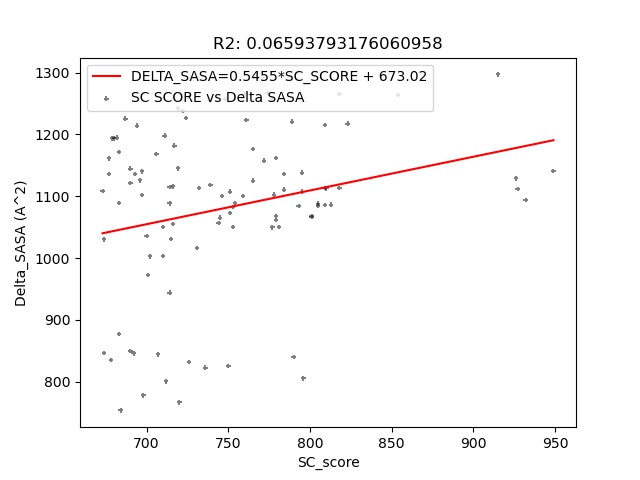 R2: 0.06593793176060958
DELTA_SASA=0.5455*SC_SCORE + 673.02
SC SCORE vs Delta SASA
1300
1200
1100
1000
900
800
Delta_SASA (A^2)
700 750 800 850 900 950
SC_score